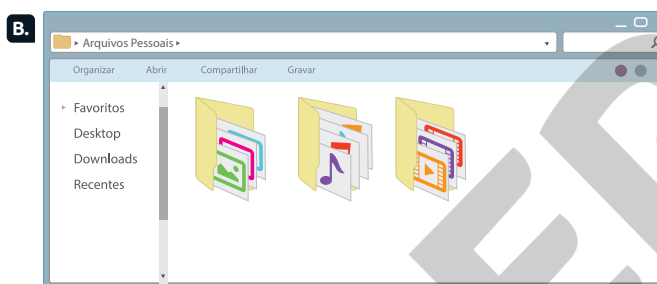 B.
Arquivos Pessoais
Organizar Abrir Compartilhar Gravar
Favoritos
Desktop
Downloads
Recentes